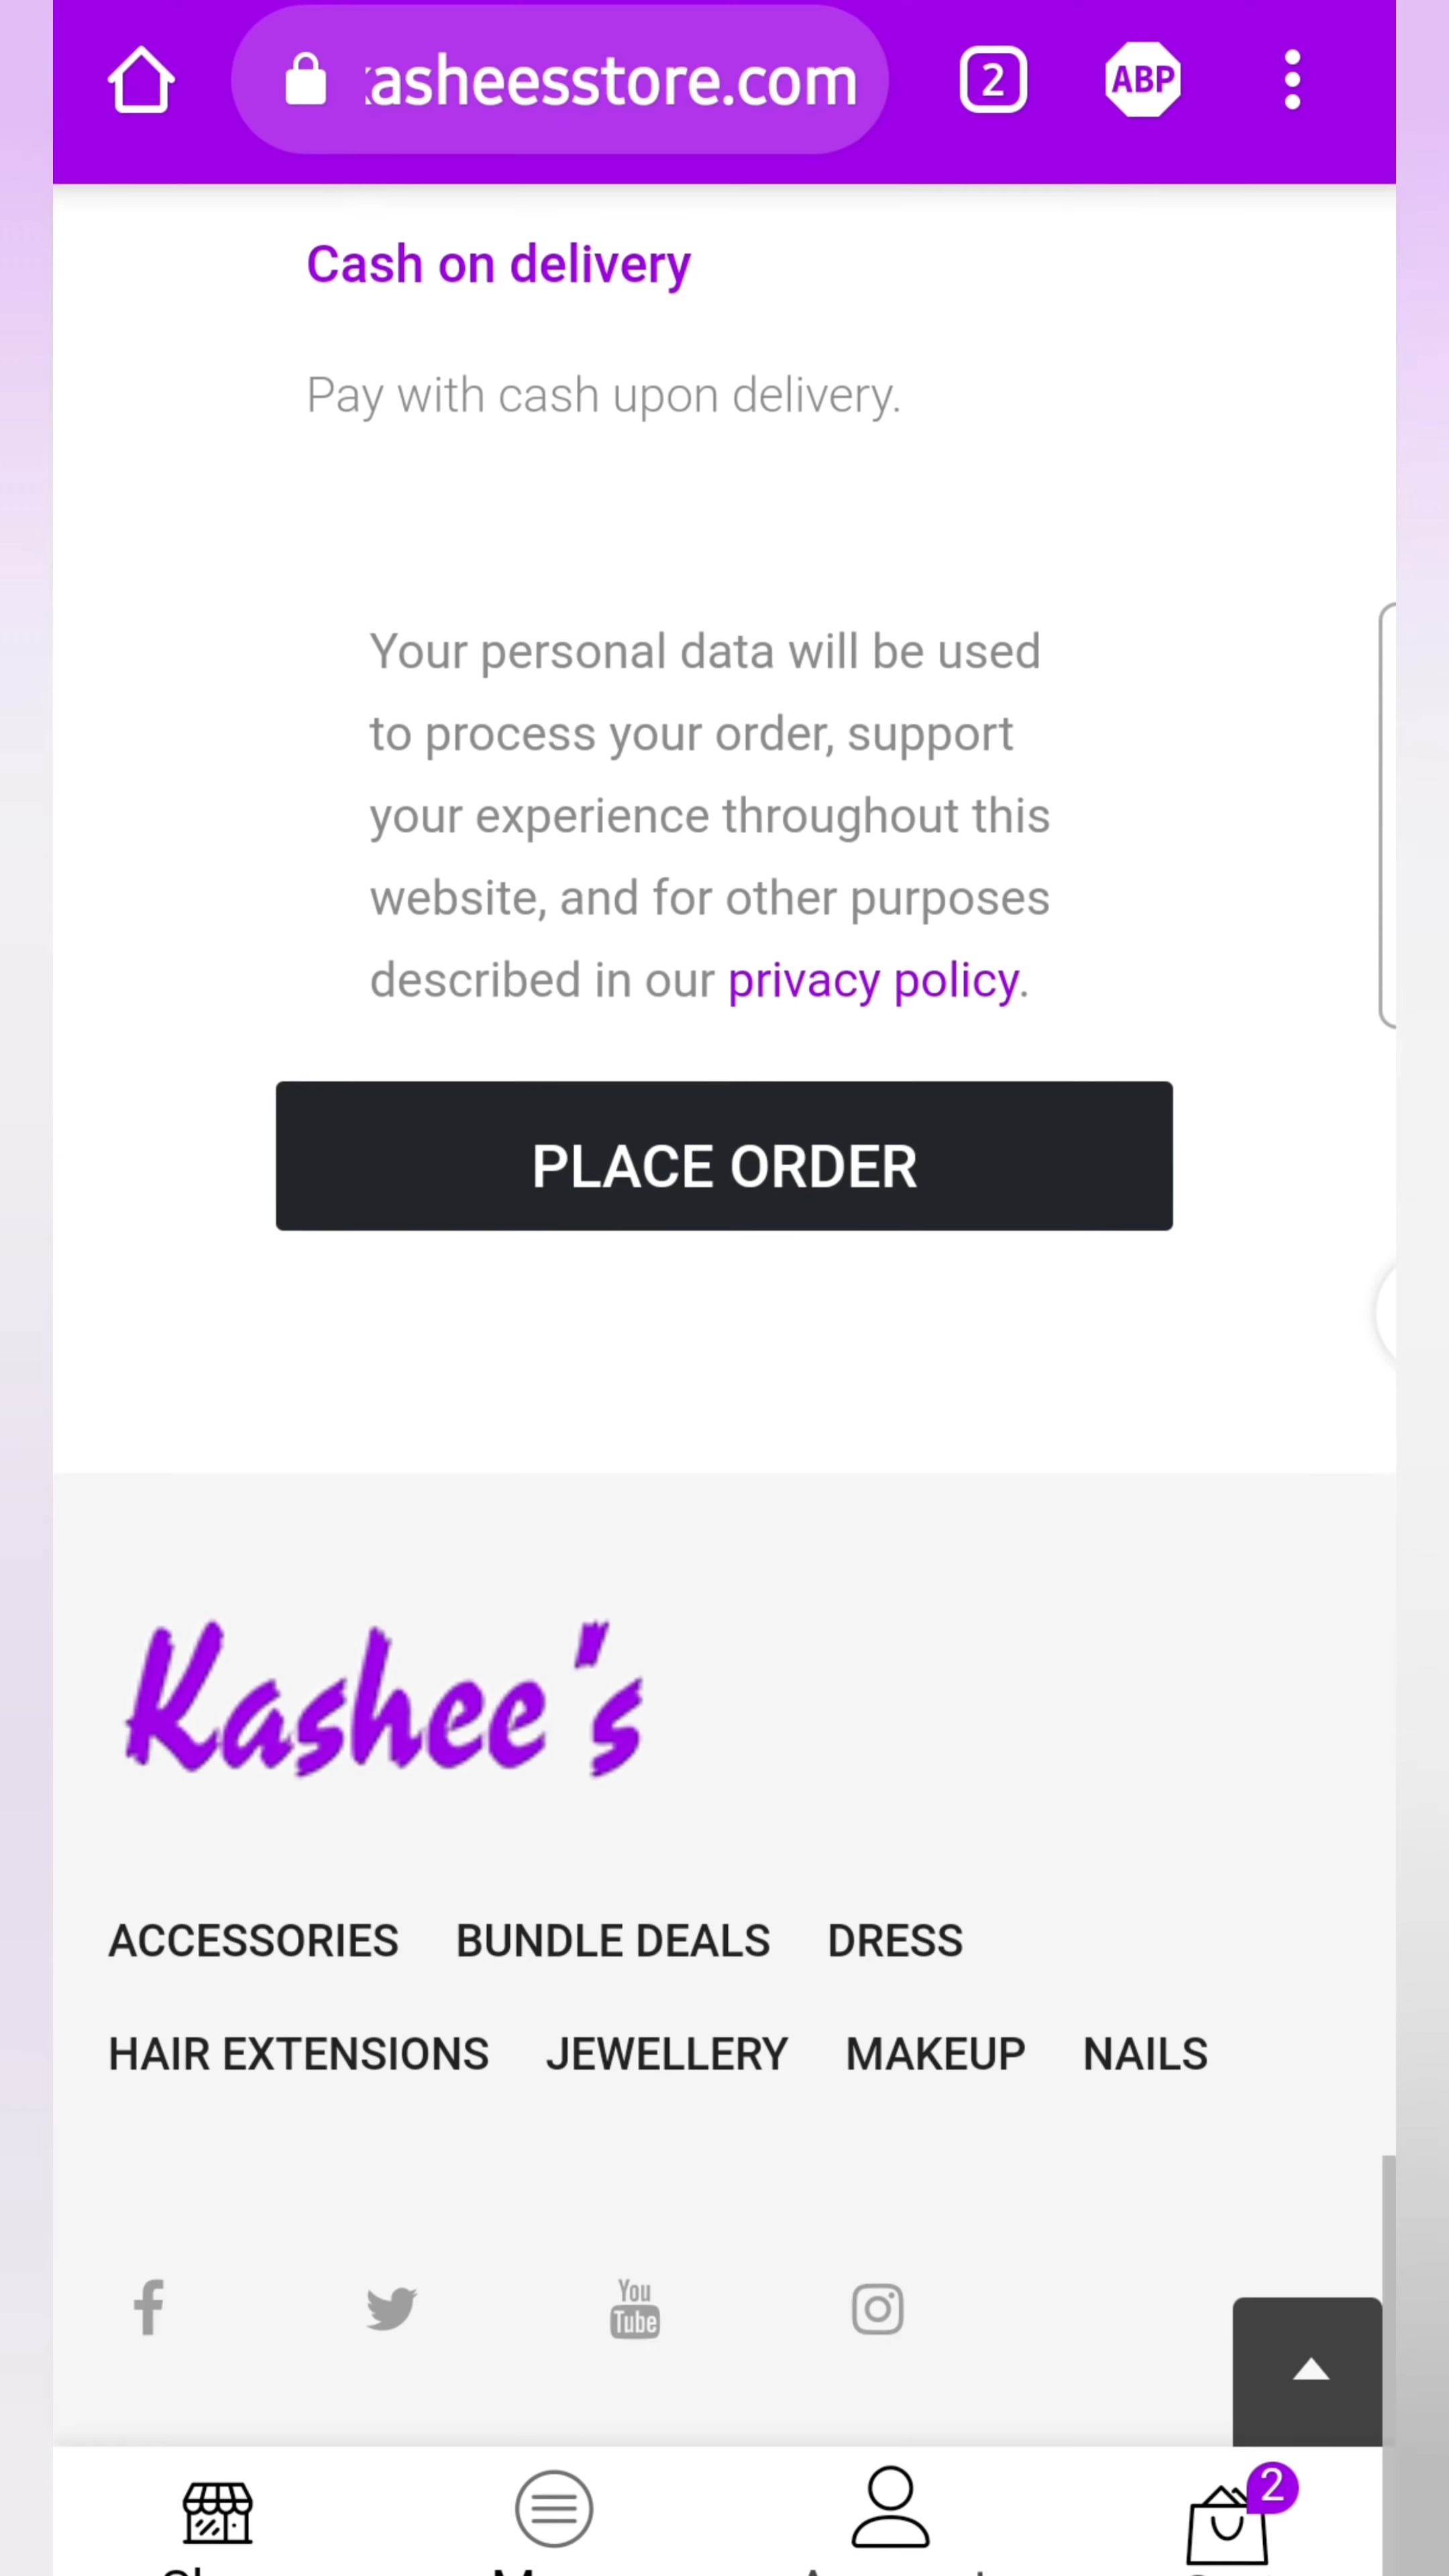 asheesstore.com
2
ABP
Cash on delivery
Pay with cash upon delivery.
Your personal data will be used
to process your order, support
your experience throughout this
website, and for other purposes
described in our privacy policy.
PLACE ORDER
Kashee's
ACCESSORIES BUNDLE DEALS DRESS
HAIR EXTENSIONS JEWELLERY MAKEUP NAILS
You
Tube
2